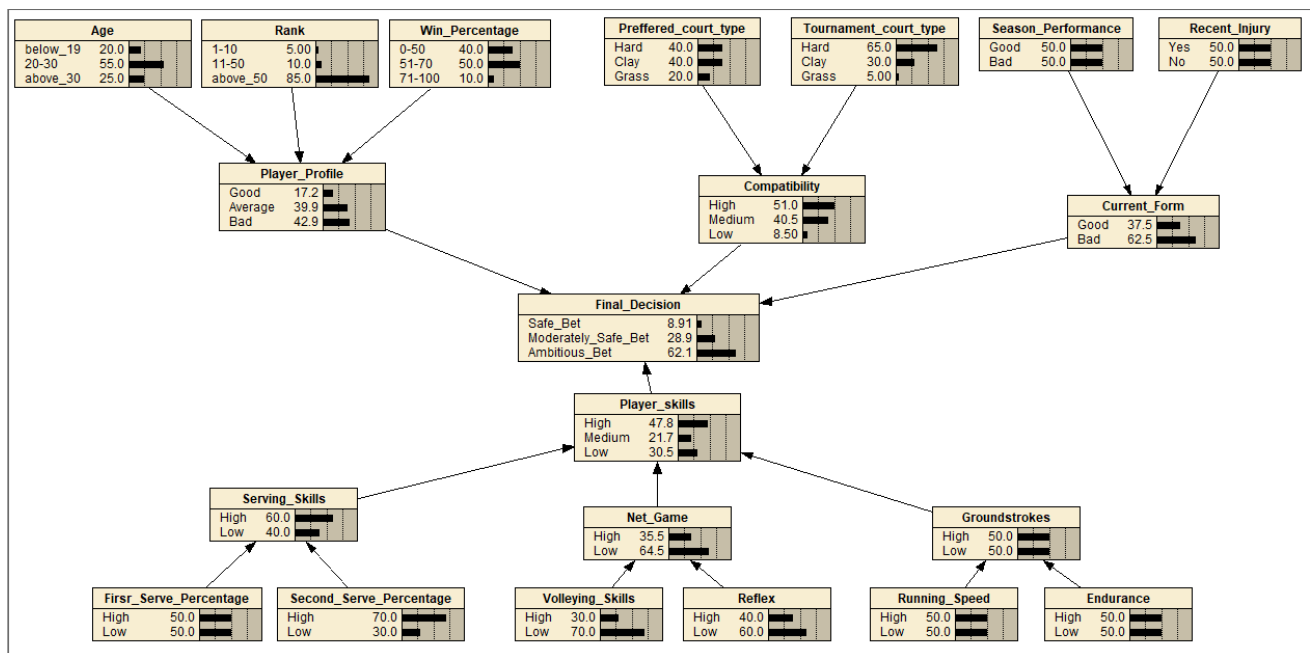 Age
below_19 20.0
20-30 55.0
above_30 25.0
Rank
1-10 5.00
11-50 10.0
above_50 85.0
Win_Percentage
0-50 40.0
51-70 50.0
71-100 10.0
Preffered_court_type
Hard 40.0
Clay 40.0
Grass 20.0
Tournament_court_type
Hard 65.0
Clay 30.0
Grass 5.00
Season_Performance
Good 50.0
Bad 50.0
Recent_Injury
Yes 50.0
No 50.0
Player_Profile
Good 17.2
Average 39.9
Bad 42.9
Compatibility
High 51.0
Medium 40.5
Low 8.50
Current_Form
Good 37.5
Bad 62.5
Final_Decision
Safe_Bet 8.91
Moderately_Safe_Bet 28.9
Ambitious_Bet 62.1
Player_skills
High 47.8
Medium 21.7
Low 30.5
Serving_Skills
High 60.0
Low 40.0
Net_Game
High 35.5
Low 64.5
Groundstrokes
High 50.0
Low 50.0
Firsr_Serve_Percentage
High 50.0
Low 50.0
Second_Serve_Percentage
High 70.0
Low 30.0
Volleying_Skills
High 30.0
Low 70.0
Reflex
High 40.0
Low 60.0
Running_Speed
High 50.0
Low 50.0
Endurance
High 50.0
Low 50.0